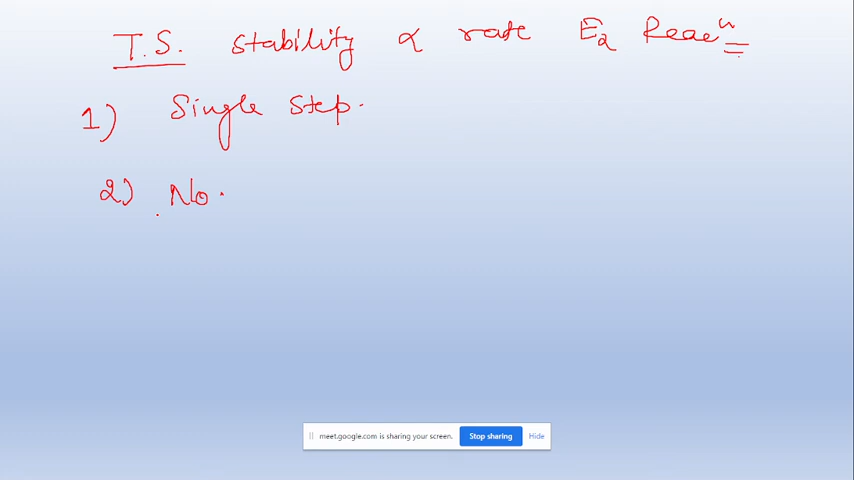 T.S. stability α rate E2 Reacⁿ
1) Single step.
2) No.
meet.google.com is sharing your screen. Stop sharing Hide